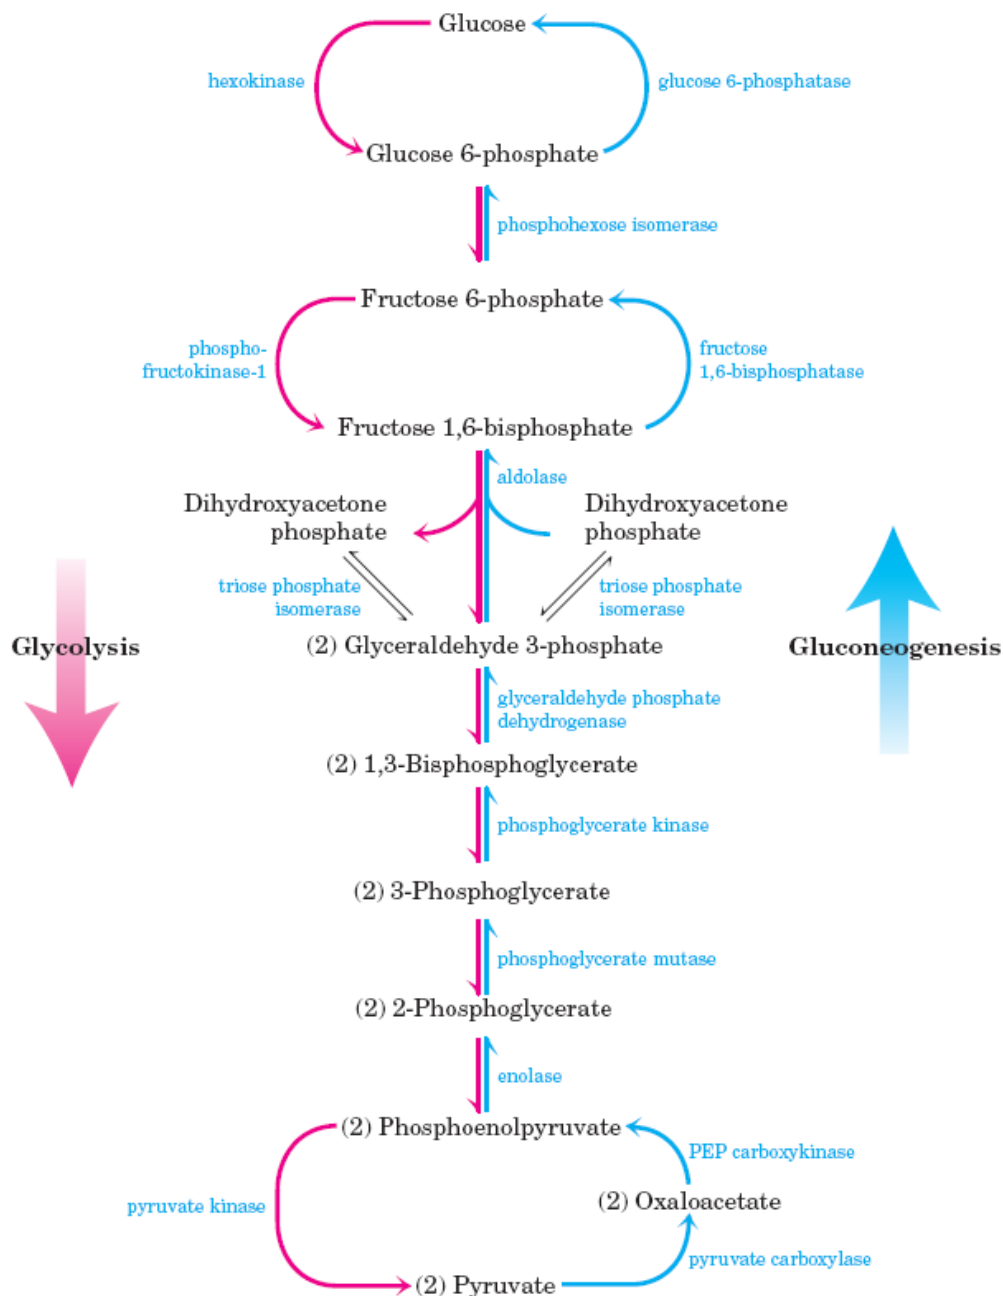 Glucose
hexokinase
glucose 6-phosphatase
Glucose 6-phosphate
phosphohexose isomerase
Fructose 6-phosphate
phospho-
fructokinase-1
fructose
1,6-bisphosphatase
Fructose 1,6-bisphosphate
aldolase
Dihydroxyacetone
phosphate
Dihydroxyacetone
phosphate
triose phosphate
isomerase
triose phosphate
isomerase
Glycolysis
(2) Glyceraldehyde 3-phosphate
Gluconeogenesis
glyceraldehyde phosphate
dehydrogenase
(2) 1,3-Bisphosphoglycerate
phosphoglycerate kinase
(2) 3-Phosphoglycerate
phosphoglycerate mutase
(2) 2-Phosphoglycerate
enolase
(2) Phosphoenolpyruvate
PEP carboxykinase
pyruvate kinase
(2) Oxaloacetate
pyruvate carboxylase
(2) Pyruvate